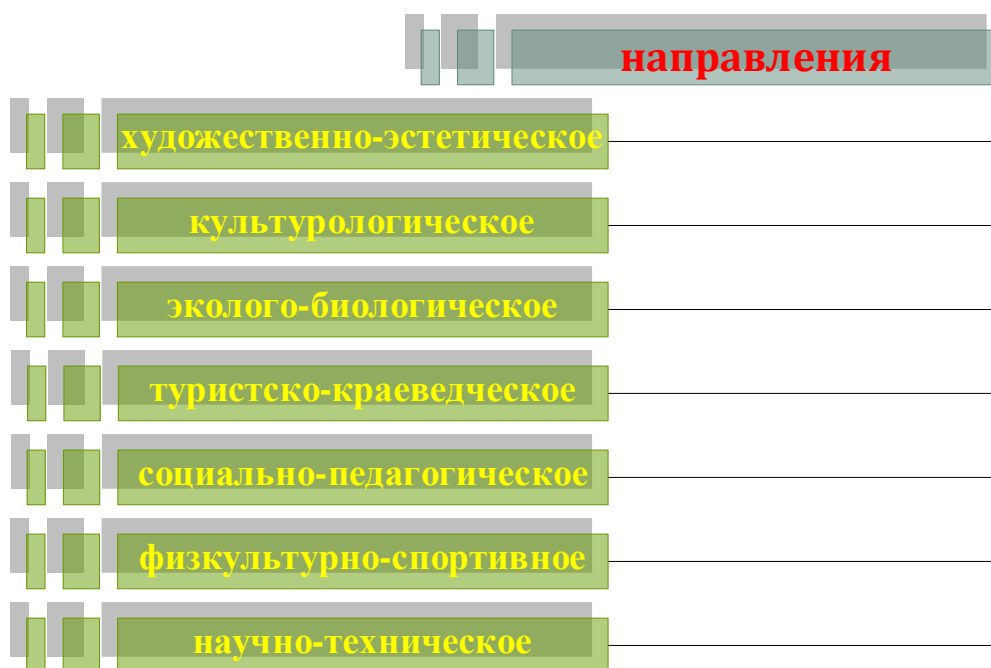 направления
художественно-эстетическое
культурологическое
эколого-биологическое
туристско-краеведческое
социально-педагогическое
физкультурно-спортивное
научно-техническое